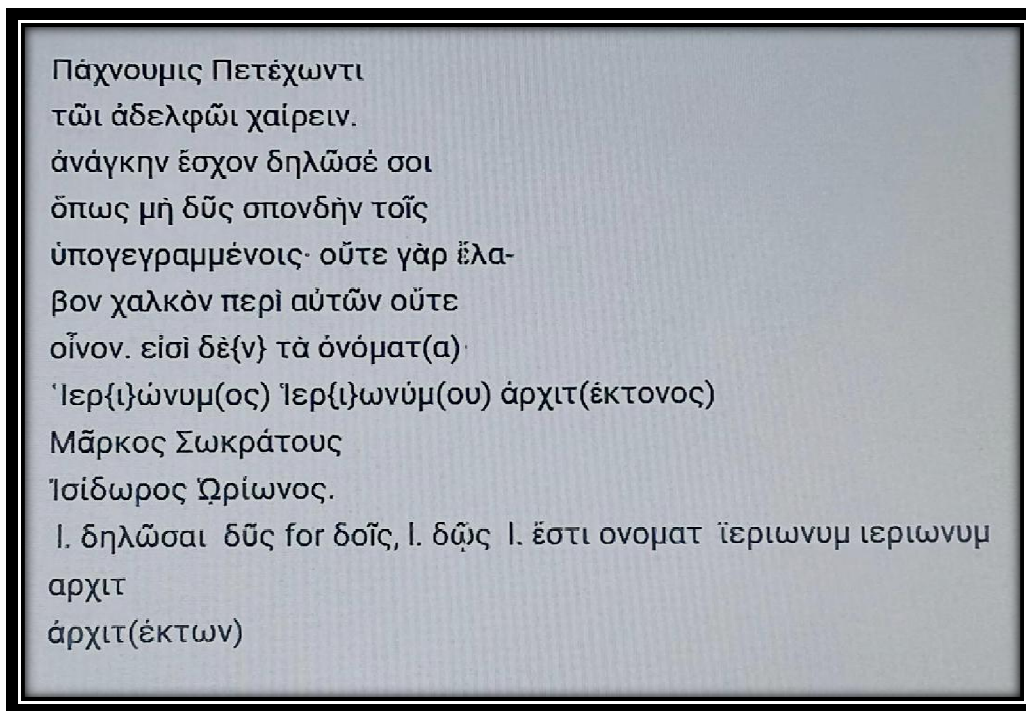 Πάχνουμις Πετέχωντι
τῶι ἀδελφῶι χαίρειν.
ἀνάγκην ἔσχον δηλῶσέ σοι
ὅπως μὴ δῦς σπονδὴν τοῖς
ὑπογεγραμμένοις· οὔτε γὰρ ἔλα-
βον χαλκὸν περὶ αὐτῶν οὔτε
οἶνον. εἰσὶ δὲ{ν} τὰ ὀνόματ(α)·
Ἱερ{ι}ώνυμ(ος) Ἱερ{ι}ωνύμ(ου) ἀρχιτ(έκτονος)
Μᾶρκος Σωκράτους
Ἰσίδωρος Ὡρίωνος.
l. δηλῶσαι δῦς for δοῖς, l. δῷς l. ἔστι ονοματ ϊεριωνυμ ιεριωνυμ
αρχιτ
ἀρχιτ(έκτων)